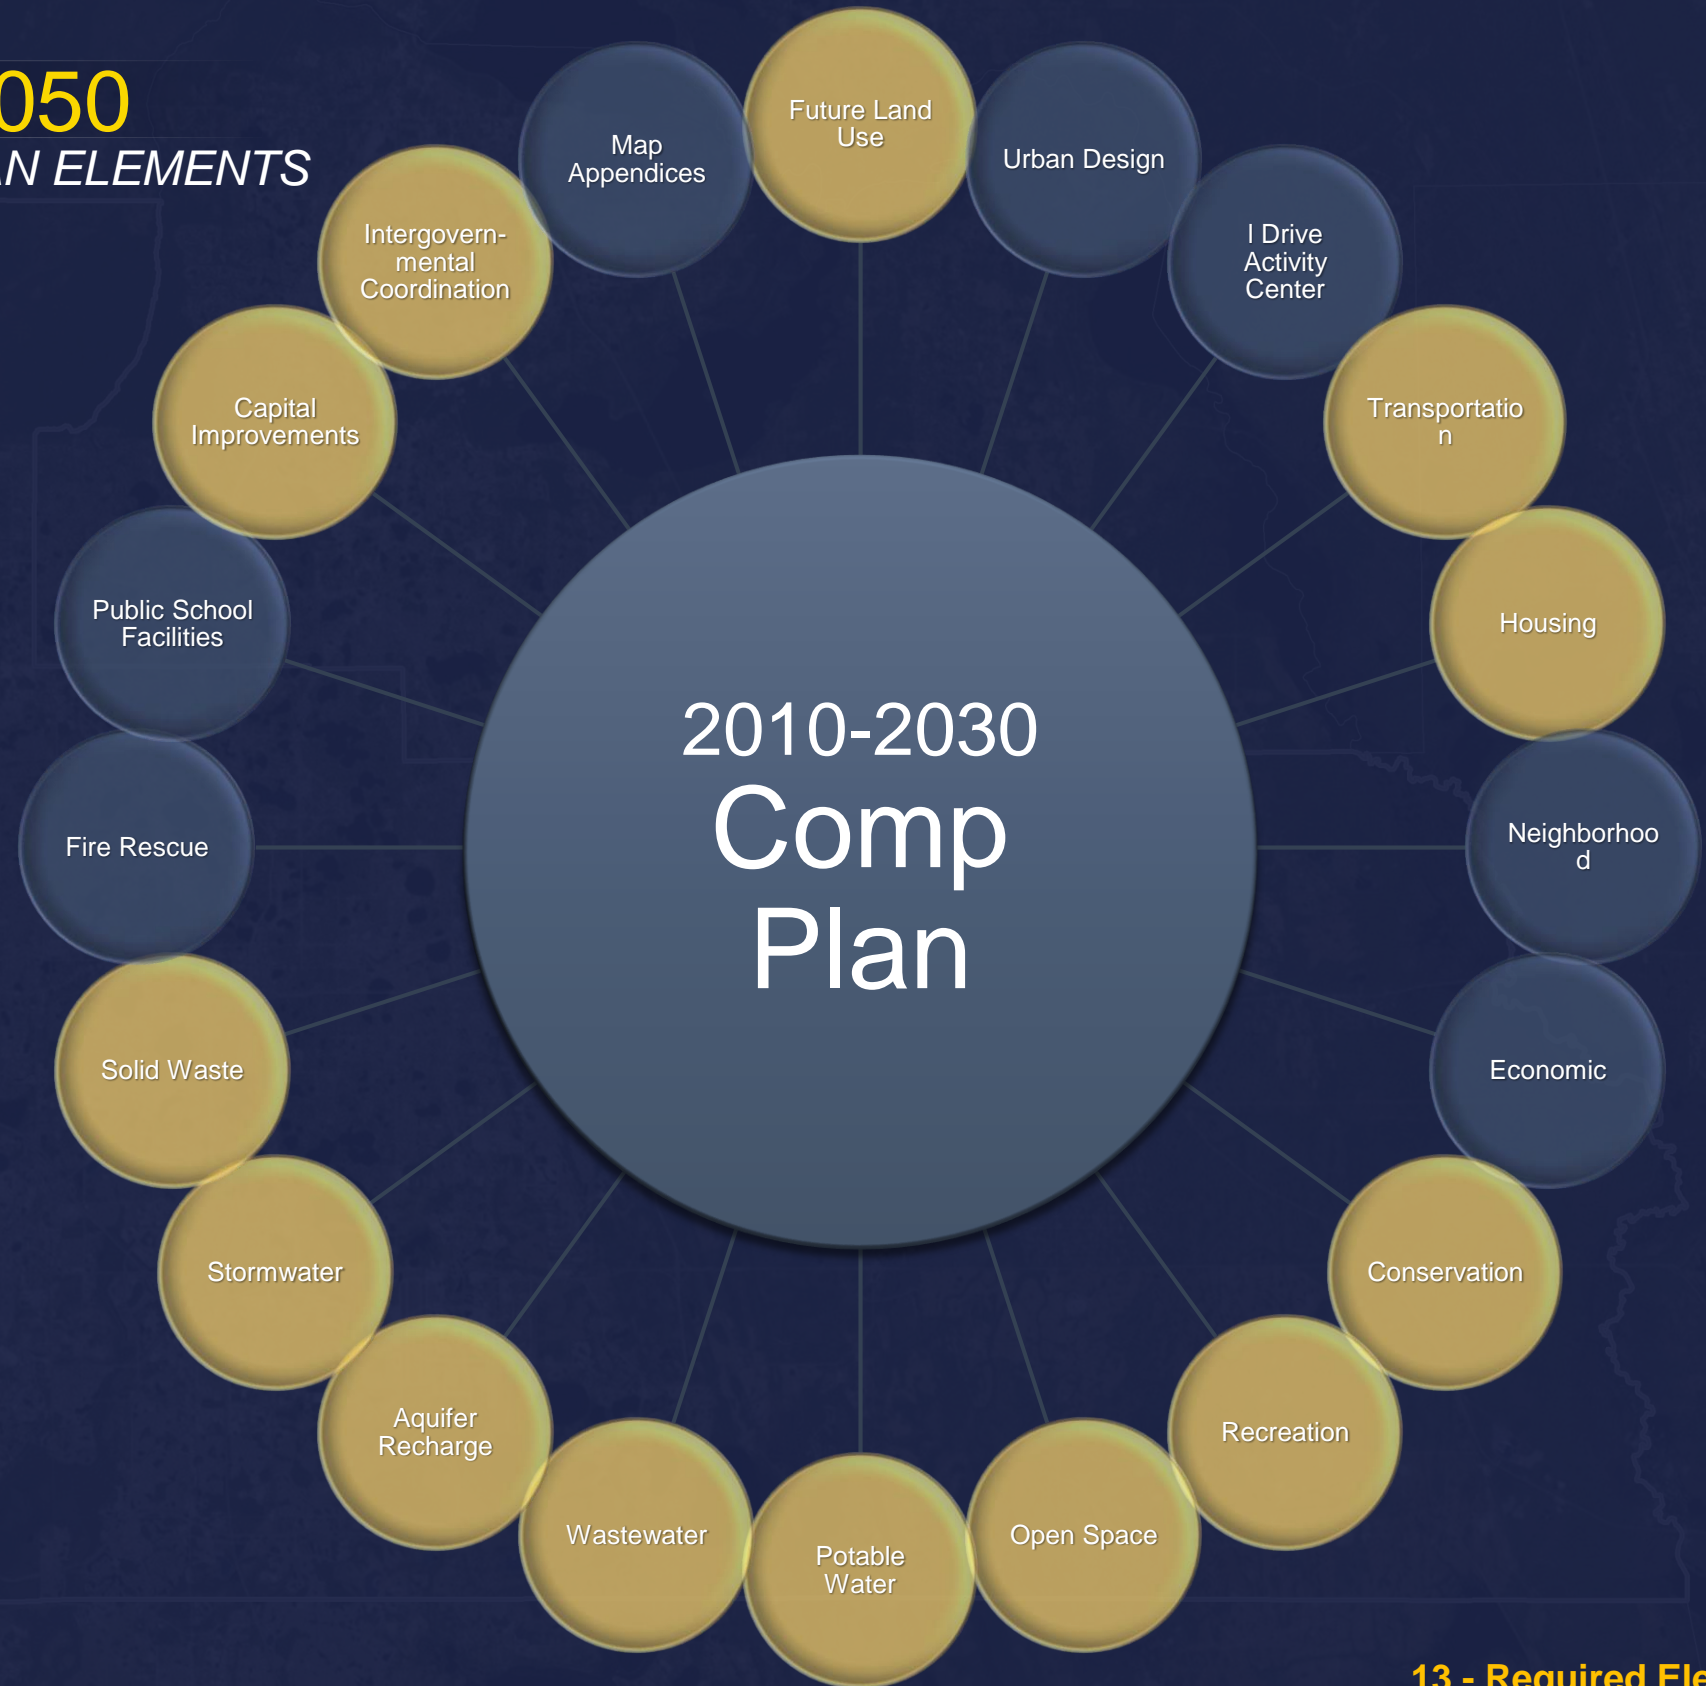 050
AN ELEMENTS
Future Land
Use
Urban Design
I Drive
Activity
Center
Transportatio
n
Housing
Neighborhoo
d
Economic
Conservation
Recreation
Open Space
Potable
Water
Wastewater
Aquifer
Recharge
Stormwater
Solid Waste
Fire Rescue
Public School
Facilities
Capital
Improvements
Intergovern-
mental
Coordination
Map
Appendices
2010-2030
Comp
Plan
13 - Required Ele